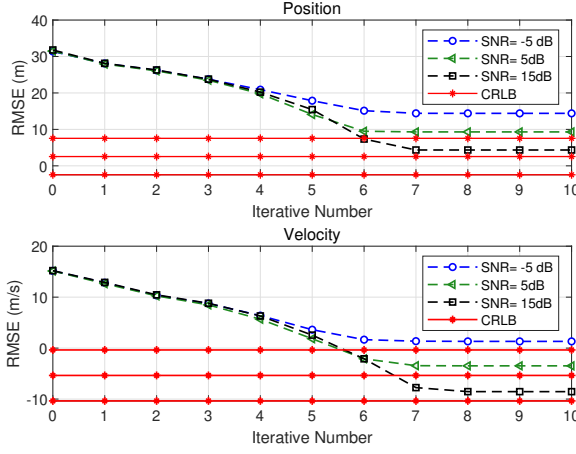 Position
RMSE (m)
40
30
20
10
0
SNR= -5 dB
SNR= 5dB
SNR= 15dB
CRLB
0 1 2 3 4 5 6 7 8 9 10
Iterative Number
Velocity
RMSE (m/s)
20
10
0
-10
SNR= -5 dB
SNR= 5dB
SNR= 15dB
CRLB
0 1 2 3 4 5 6 7 8 9 10
Iterative Number